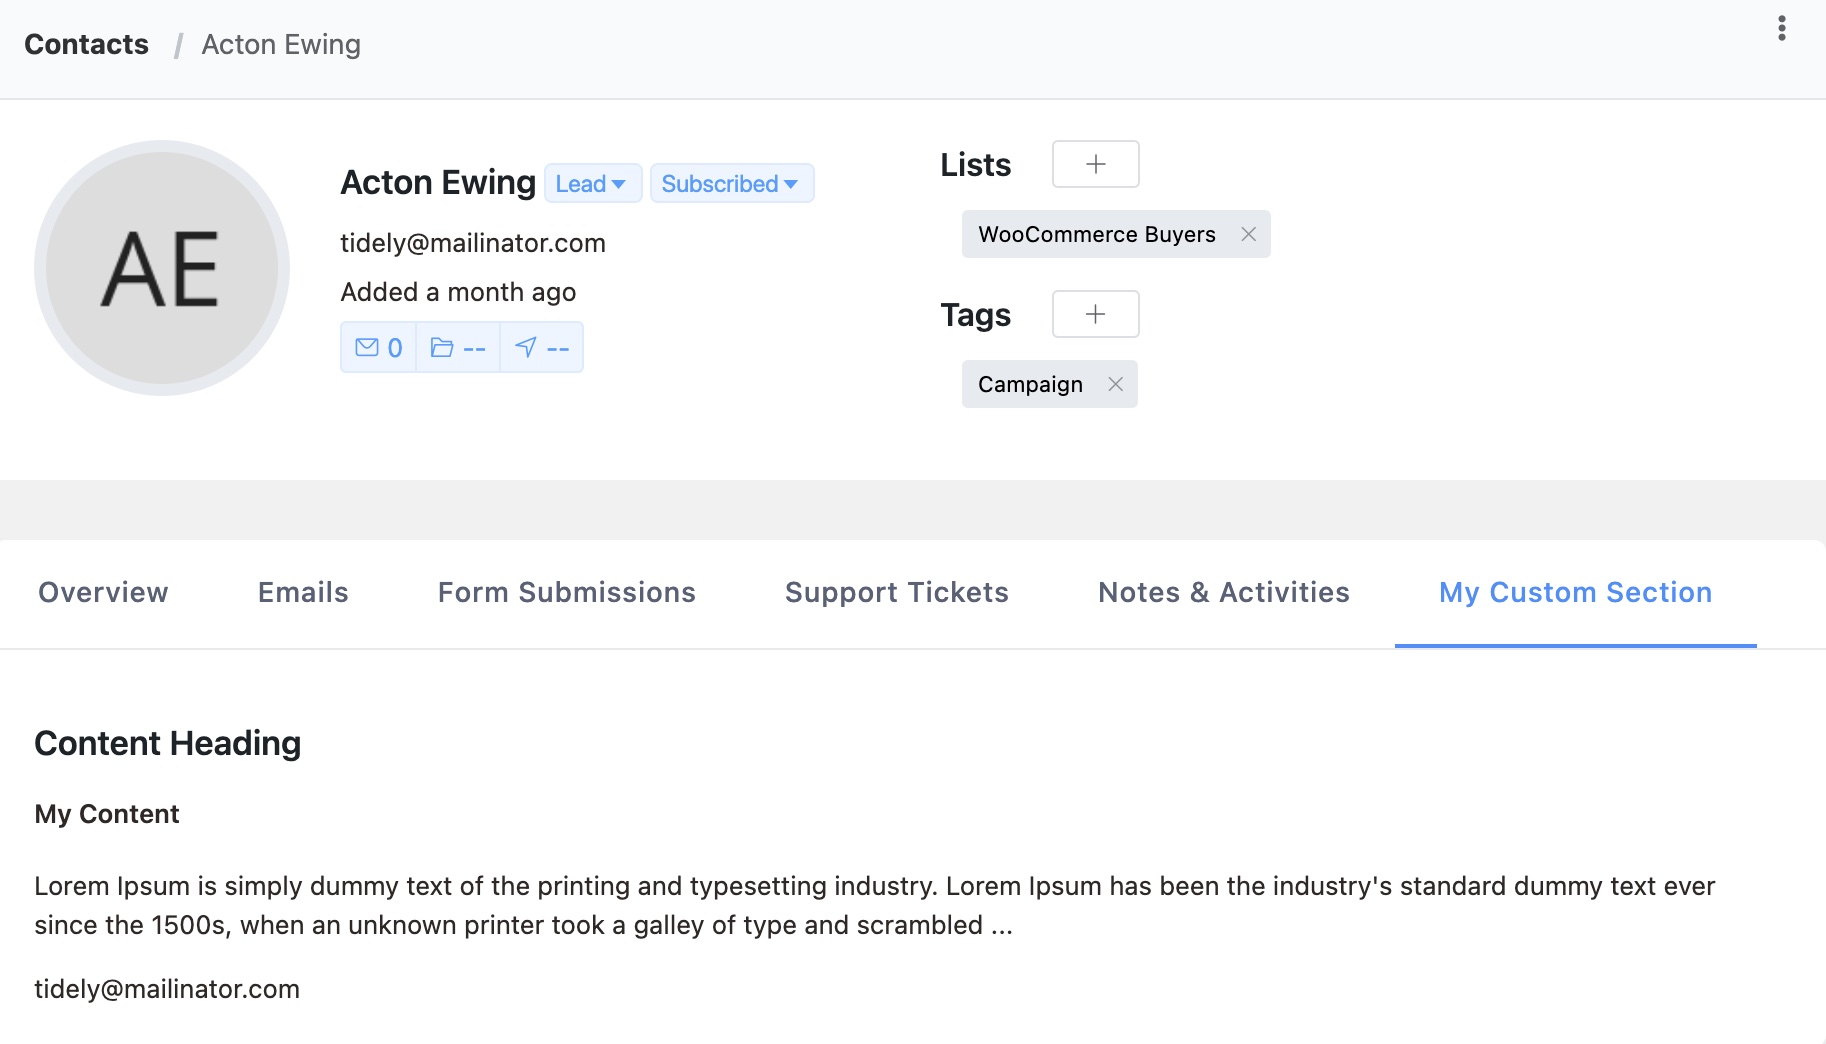 Contacts / Acton Ewing
AE
Acton Ewing Lead Subscribed
tidely@mailinator.com
Added a month ago
0 -- --
Lists +
WooCommerce Buyers
Tags +
Campaign
Overview Emails Form Submissions Support Tickets Notes & Activities My Custom Section
Content Heading
My Content
Lorem Ipsum is simply dummy text of the printing and typesetting industry. Lorem Ipsum has been the industry's standard dummy text ever
since the 1500s, when an unknown printer took a galley of type and scrambled ...
tidely@mailinator.com